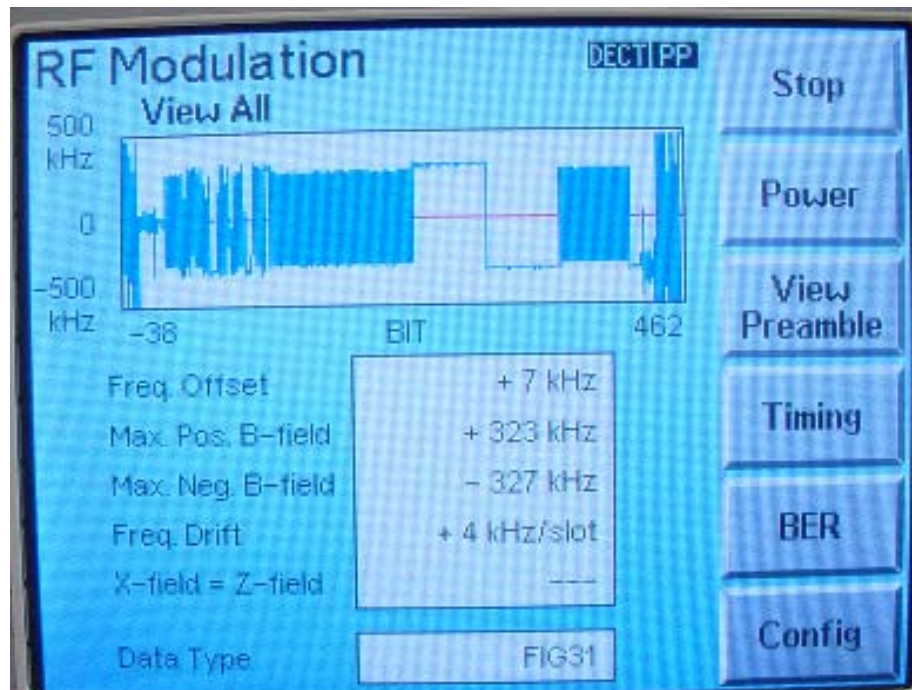 RF Modulation
DECT PP
View All
500
kHz
0
-500
kHz
-38
BIT
462
Freq. Offset
+ 7 kHz
Max. Pos. B-field
+ 323 kHz
Max. Neg. B-field
- 327 kHz
Freq. Drift
+ 4 kHz/slot
X-field = Z-field
---
Data Type
FIG31
Stop
Power
View
Preamble
Timing
BER
Config